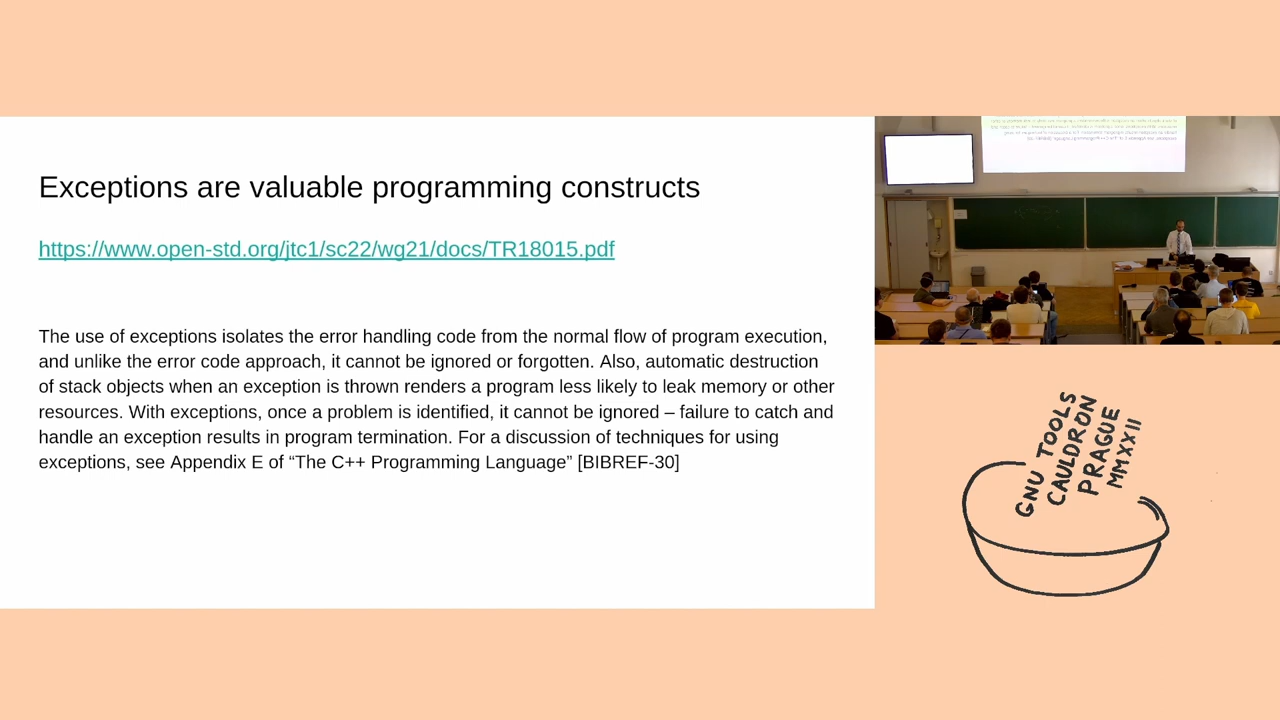 Exceptions are valuable programming constructs
https://www.open-std.org/jtc1/sc22/wg21/docs/TR18015.pdf
The use of exceptions isolates the error handling code from the normal flow of program execution,
and unlike the error code approach, it cannot be ignored or forgotten. Also, automatic destruction
of stack objects when an exception is thrown renders a program less likely to leak memory or other
resources. With exceptions, once a problem is identified, it cannot be ignored – failure to catch and
handle an exception results in program termination. For a discussion of techniques for using
exceptions, see Appendix E of “The C++ Programming Language” [BIBREF-30]
GNU TOOLS
CAULDRON
PRAGUE
MMXXII